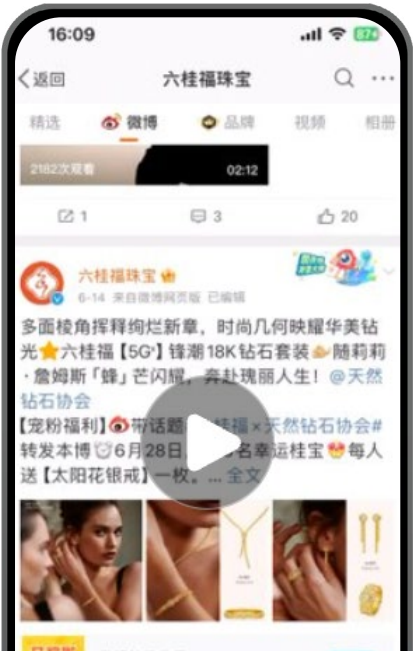 16:09
87
返回
六桂福珠宝
精选
微博
品牌
视频
相册
2182次观看
02:12
1
3
20
六桂福珠宝
6-14 来自微博网页版 已编辑
多面棱角挥释绚烂新章，时尚几何映耀华美钻
光⭐六桂福【5G²】锋潮18K钻石套装 随莉莉
·詹姆斯「蜂」芒闪耀，奔赴瑰丽人生！@天然
钻石协会
【宠粉福利】带话题 桂福×天然钻石协会#
转发本博 6月28日， 名幸运桂宝 每人
送【太阳花银戒】一枚。... 全文